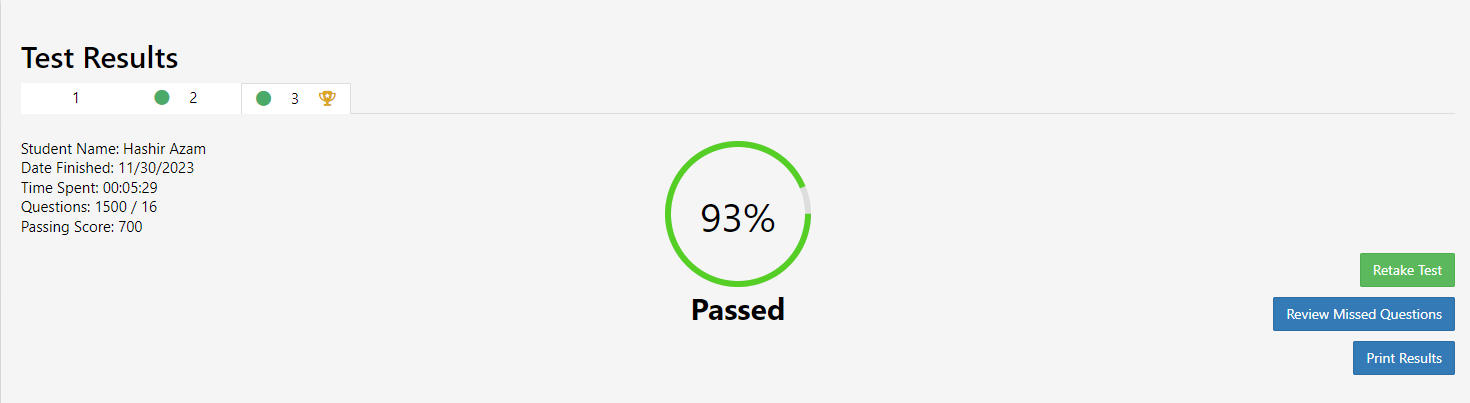 Test Results
1 2 3
Student Name: Hashir Azam
Date Finished: 11/30/2023
Time Spent: 00:05:29
Questions: 1500 / 16
Passing Score: 700
93%
Passed
Retake Test
Review Missed Questions
Print Results